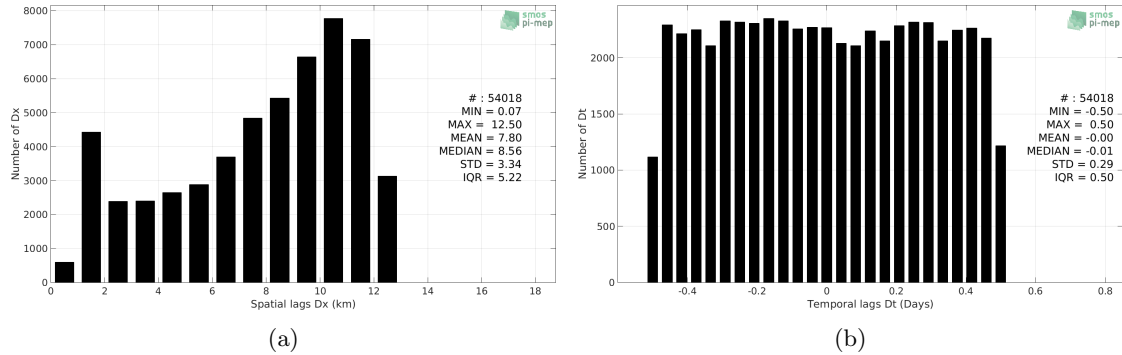 8000
7000
6000
5000
4000
3000
2000
1000
0
Number of Dx
0 2 4 6 8 10 12 14 16 18
Spatial lags Dx (km)
smos
pi-mep
# : 54018
MIN = 0.07
MAX = 12.50
MEAN = 7.80
MEDIAN = 8.56
STD = 3.34
IQR = 5.22
(a)
2000
1500
1000
500
0
Number of Dt
-0.4 -0.2 0 0.2 0.4 0.6 0.8
Temporal lags Dt (Days)
smos
pi-mep
# : 54018
MIN = -0.50
MAX = 0.50
MEAN = -0.00
MEDIAN = -0.01
STD = 0.29
IQR = 0.50
(b)